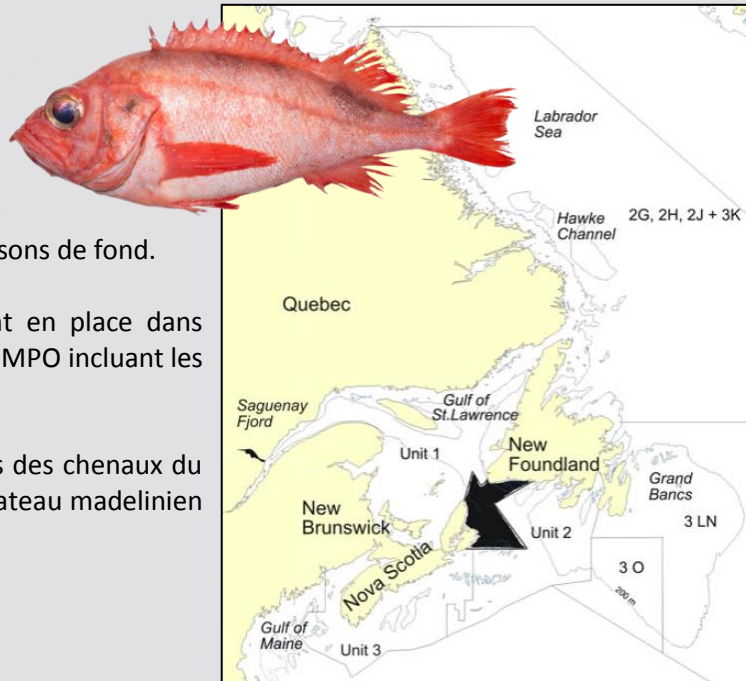 sons de fond.
t en place dans
MPO incluant les
s des chenaux du
ateau madelinien
Labrador
Sea
Hawke
Channel
2G, 2H, 2J + 3K
Quebec
Saguenay
Fjord
Gulf of
St.Lawrence
Unit 1
New
Foundland
New
Brunswick
Grand
Bancs
3 LN
Unit 2
Nova Scotia
3 O
200 m
Gulf of
Maine
Unit 3